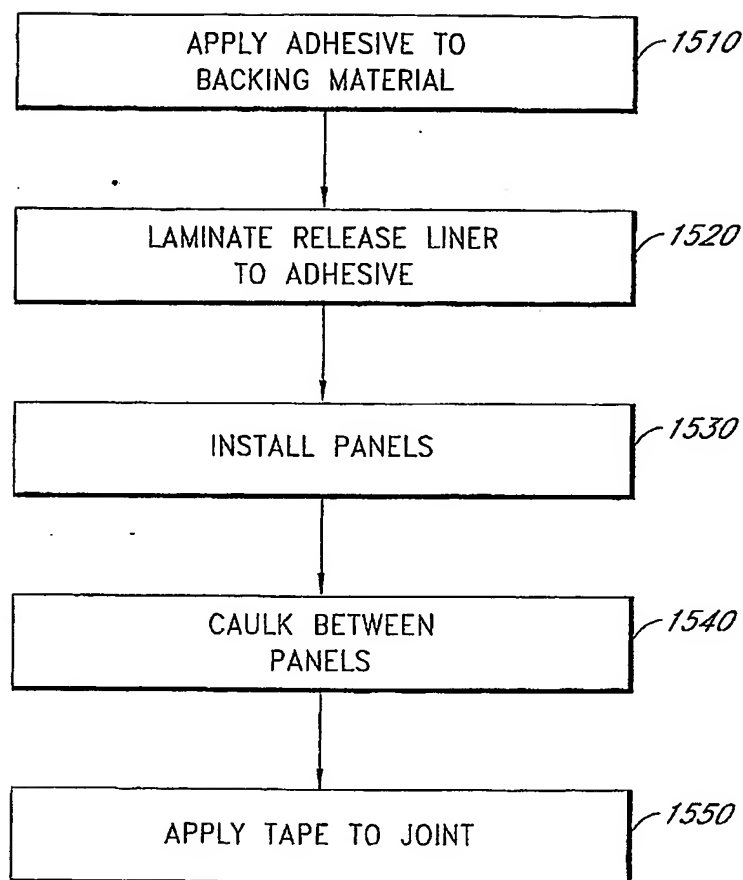 APPLY ADHESIVE TO
BACKING MATERIAL
1510
LAMINATE RELEASE LINER
TO ADHESIVE
1520
INSTALL PANELS
1530
CAULK BETWEEN
PANELS
1540
APPLY TAPE TO JOINT
1550